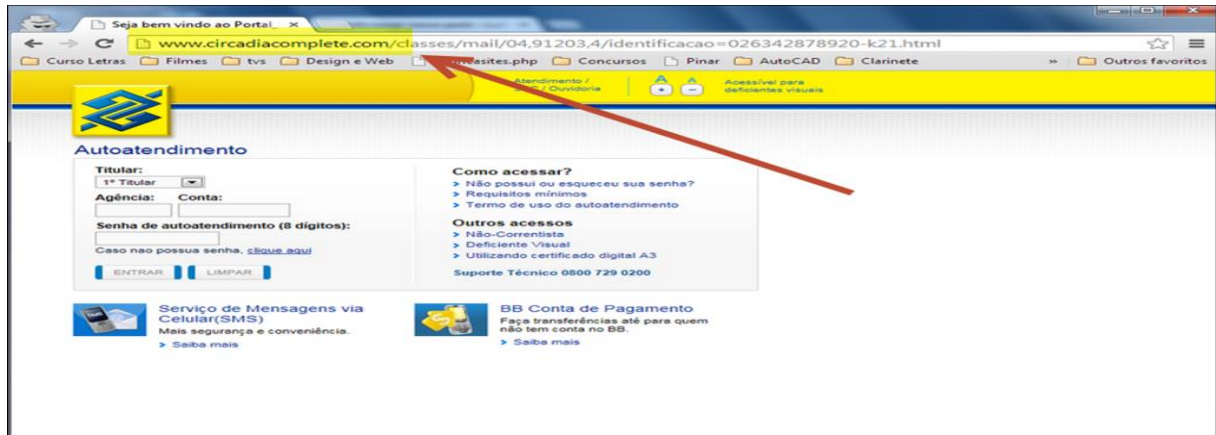 Seja bem vindo ao Portal_
www.circadiacomplete.com/classes/mail/04,91203,4/identificacao=026342878920-k21.html
Curso Letras Filmes tvs Design e Web sites.php Concursos Pinar AutoCAD Clarinete » Outros favoritos
Atendimento / Ouvidoria
A A
+ -
Acessível para
deficientes visuais
Autoatendimento
Titular:
1º Titular
Agência: Conta:
Senha de autoatendimento (8 dígitos):
Caso nao possua senha, clique aqui
ENTRAR LIMPAR
Como acessar?
Não possui ou esqueceu sua senha?
Requisitos mínimos
Termo de uso do autoatendimento
Outros acessos
Não-Correntista
Deficiente Visual
Utilizando certificado digital A3
Suporte Técnico 0800 729 0200
Serviço de Mensagens via
Celular(SMS)
Mais segurança e conveniência.
Saiba mais
BB Conta de Pagamento
Faça transferências até para quem
não tem conta no BB.
Saiba mais